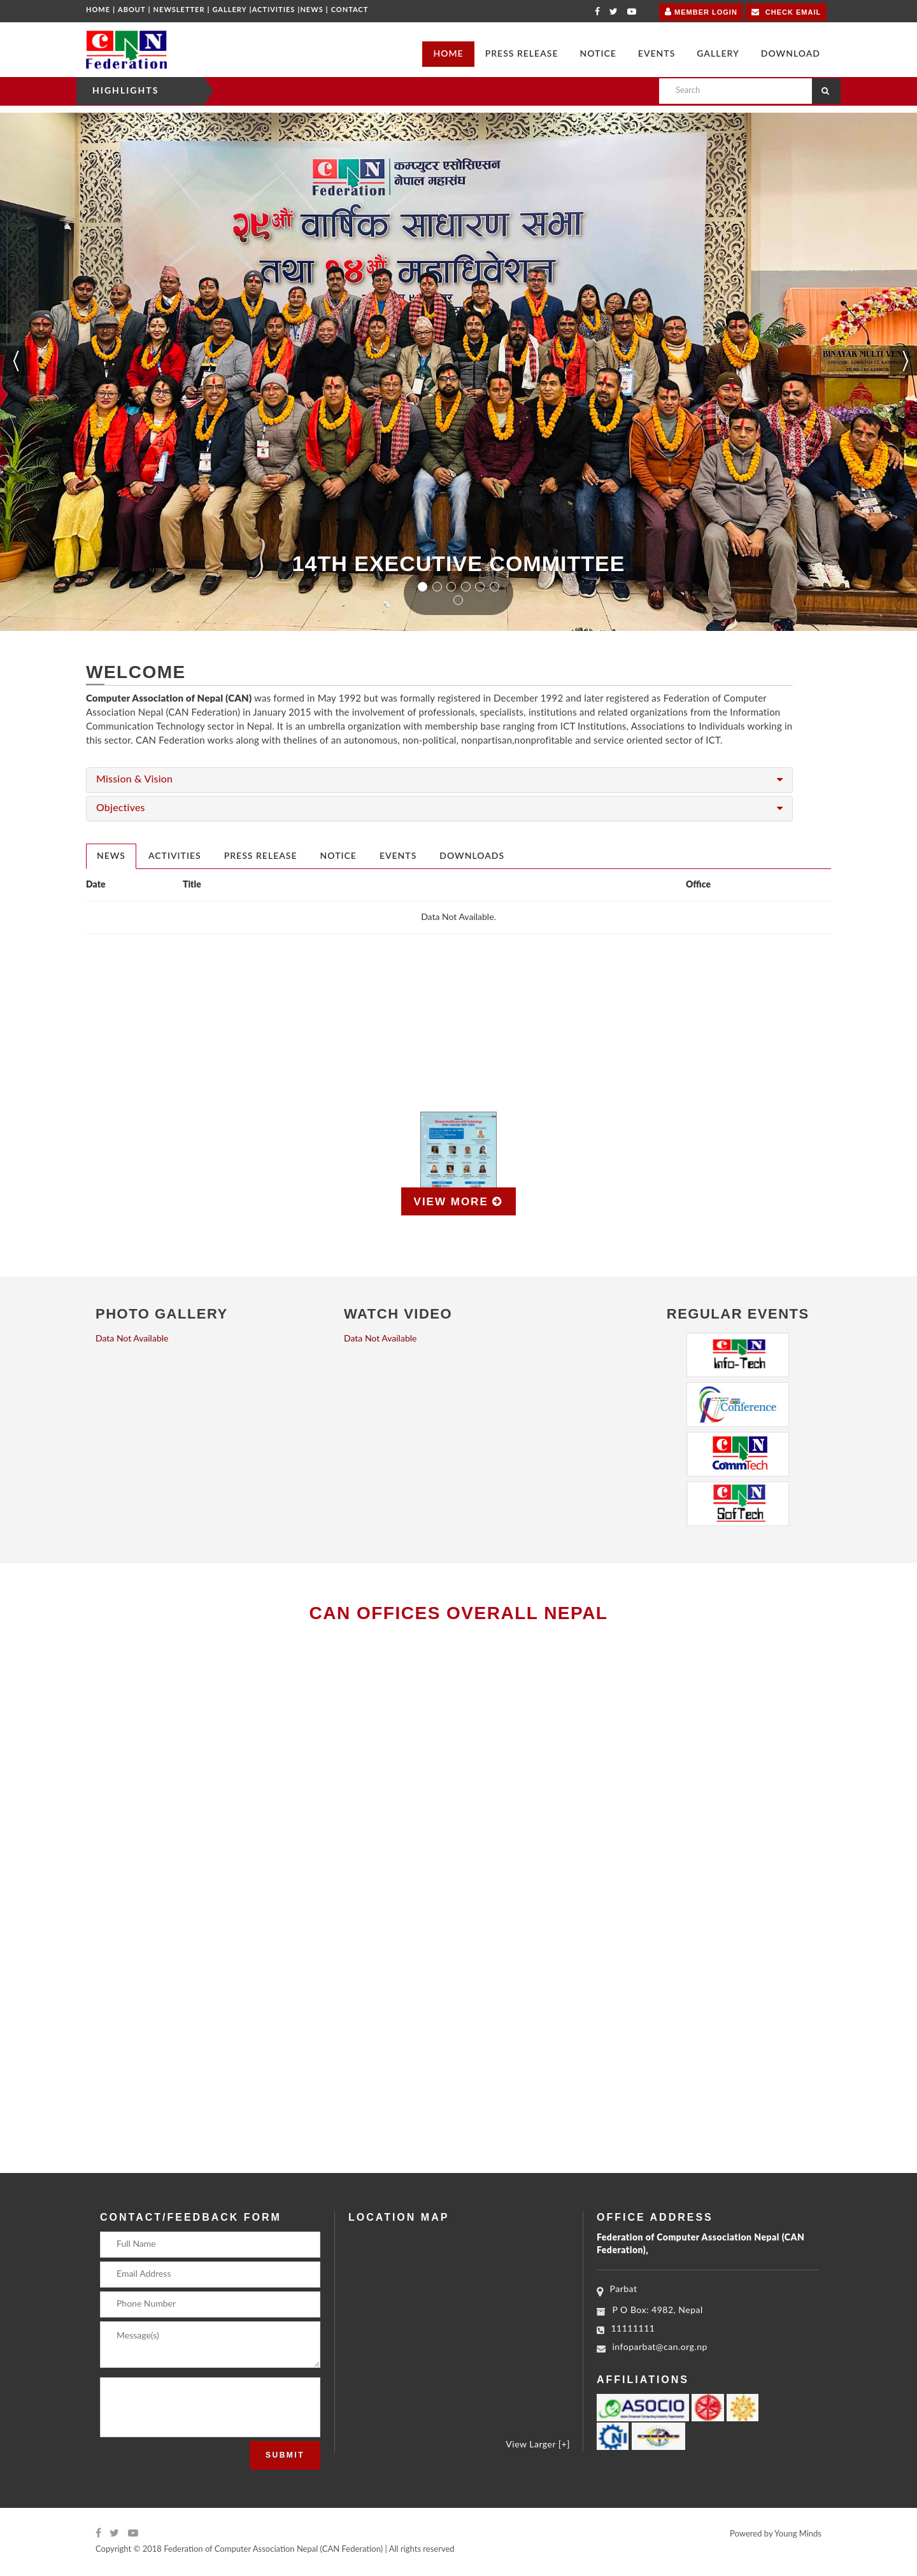 HOME | ABOUT | NEWSLETTER | GALLERY |ACTIVITIES |NEWS | CONTACT
MEMBER LOGIN
CHECK EMAIL
CAN
Federation
HOME
PRESS RELEASE
NOTICE
EVENTS
GALLERY
DOWNLOAD
HIGHLIGHTS
Search
CAN
Federation
कम्प्युटर एसोसिएसन
नेपाल महासंघ
२९औं वार्षिक साधारण सभा
तथा १४औं महाधिवेशन
BINAYAK MULTI
14TH EXECUTIVE COMMITTEE
WELCOME
Computer Association of Nepal (CAN) was formed in May 1992 but was formally registered in December 1992 and later registered as Federation of Computer
Association Nepal (CAN Federation) in January 2015 with the involvement of professionals, specialists, institutions and related organizations from the Information
Communication Technology sector in Nepal. It is an umbrella organization with membership base ranging from ICT Institutions, Associations to Individuals working in
this sector. CAN Federation works along with thelines of an autonomous, non-political, nonpartisan,nonprofitable and service oriented sector of ICT.
Mission & Vision
Objectives
NEWS
ACTIVITIES
PRESS RELEASE
NOTICE
EVENTS
DOWNLOADS
Date
Title
Office
Data Not Available.
VIEW MORE
PHOTO GALLERY
Data Not Available
WATCH VIDEO
Data Not Available
REGULAR EVENTS
CAN
Info-Tech
Conference
CAN
CommTech
CAN
SofTech
CAN OFFICES OVERALL NEPAL
CONTACT/FEEDBACK FORM
Full Name
Email Address
Phone Number
Message(s)
SUBMIT
LOCATION MAP
View Larger [+]
OFFICE ADDRESS
Federation of Computer Association Nepal (CAN
Federation),
Parbat
P O Box: 4982, Nepal
11111111
infoparbat@can.org.np
AFFILIATIONS
ASOCIO
CNI
Powered by Young Minds
Copyright © 2018 Federation of Computer Association Nepal (CAN Federation) | All rights reserved